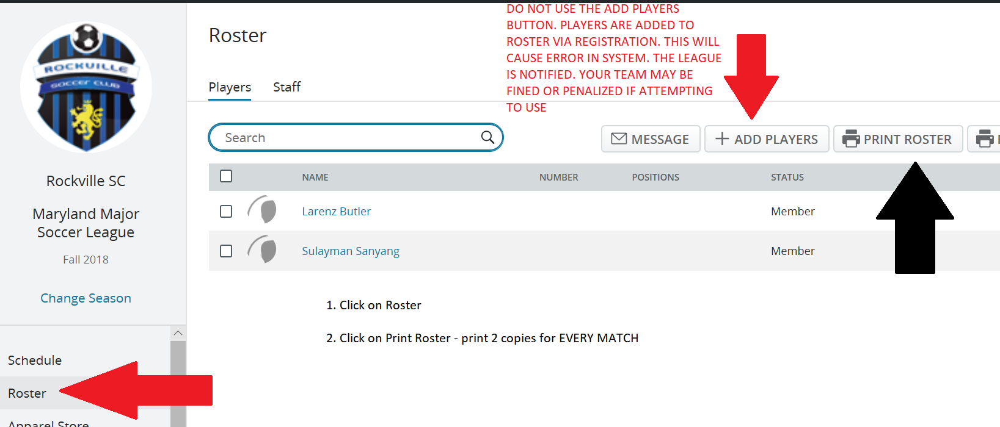 ROCKVILLE
SOCCER CLUB
Rockville SC
Maryland Major
Soccer League
Fall 2018
Change Season
Schedule
Roster
Apparel Store
Roster
DO NOT USE THE ADD PLAYERS
BUTTON. PLAYERS ARE ADDED TO
ROSTER VIA REGISTRATION. THIS WILL
CAUSE ERROR IN SYSTEM. THE LEAGUE
IS NOTIFIED. YOUR TEAM MAY BE
FINED OR PENALIZED IF ATTEMPTING
TO USE
Players Staff
Search
MESSAGE ADD PLAYERS PRINT ROSTER
NAME NUMBER POSITIONS STATUS
Larenz Butler Member
Sulayman Sanyang Member
1. Click on Roster
2. Click on Print Roster - print 2 copies for EVERY MATCH